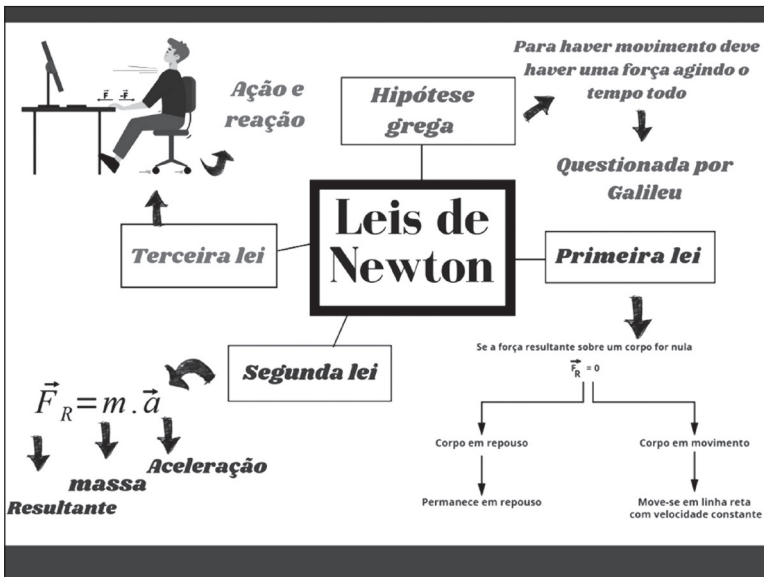 Leis de
Newton
Hipótese
grega
Para haver movimento deve
haver uma força agindo o
tempo todo
Questionada por
Galileu
Primeira lei
Se a força resultante sobre um corpo for nula
F⃗R = 0
Corpo em repouso
Corpo em movimento
Permanece em repouso
Move-se em linha reta
com velocidade constante
Segunda lei
F⃗R = m . a⃗
Resultante
massa
Aceleração
Terceira lei
Ação e
reação
F⃗ -F⃗